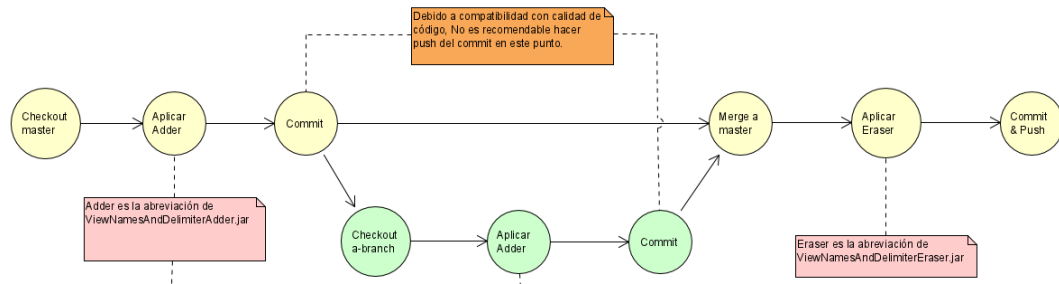 Debido a compatibilidad con calidad de
código, No es recomendable hacer
push del commit en este punto.
Checkout
master
Aplicar
Adder
Commit
Merge a
master
Aplicar
Eraser
Commit
& Push
Adder es la abreviación de
ViewNamesAndDelimiterAdder.jar
Checkout
a-branch
Aplicar
Adder
Commit
Eraser es la abreviación de
ViewNamesAndDelimiterEraser.jar